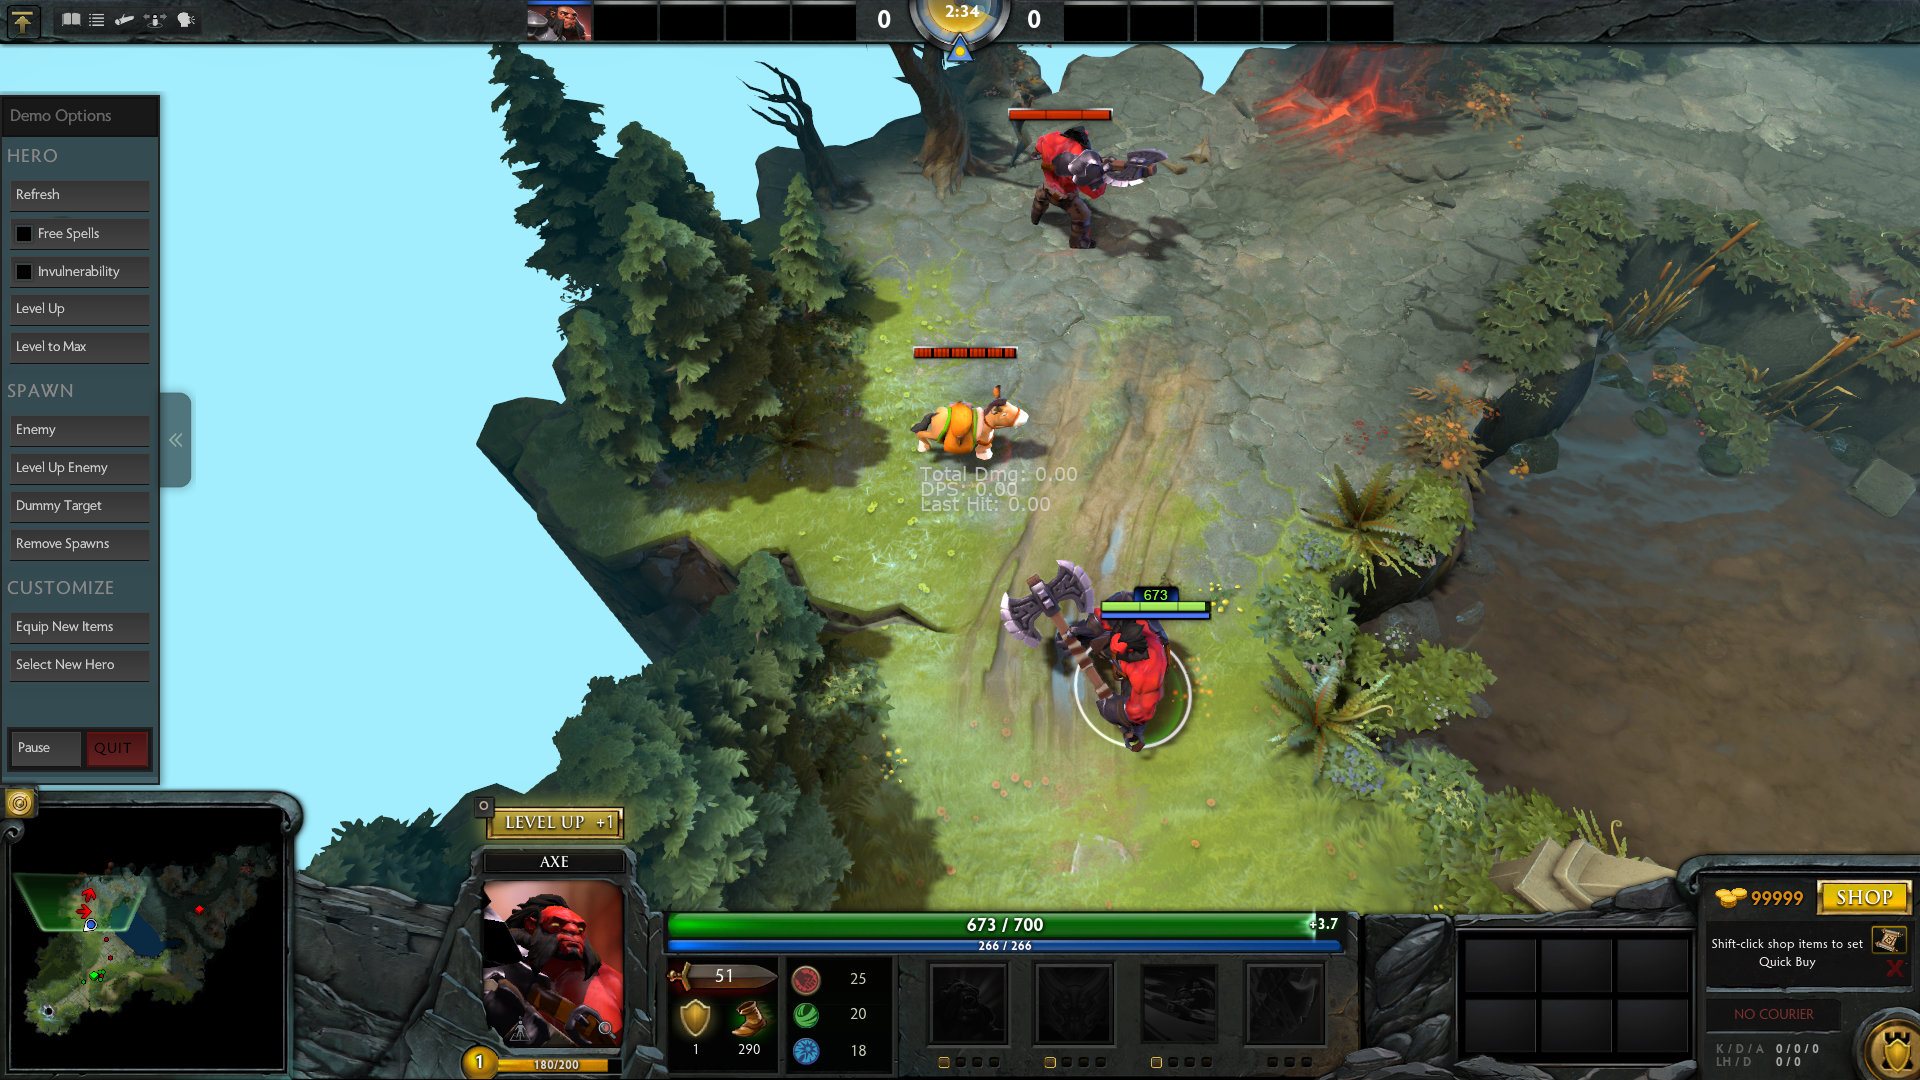 0
2:34
0
Demo Options
HERO
Refresh
Free Spells
Invulnerability
Level Up
Level to Max
SPAWN
Enemy
Level Up Enemy
Dummy Target
Remove Spawns
CUSTOMIZE
Equip New Items
Select New Hero
Pause
QUIT
Total Dmg: 0.00
DPS: 0.00
Last Hit: 0.00
673
O
LEVEL UP +1
AXE
1
180/200
673 / 700
+3.7
266 / 266
51
1
290
25
20
18
99999
SHOP
Shift-click shop items to set
Quick Buy
NO COURIER
K / D / A 0 / 0 / 0
LH / D 0 / 0